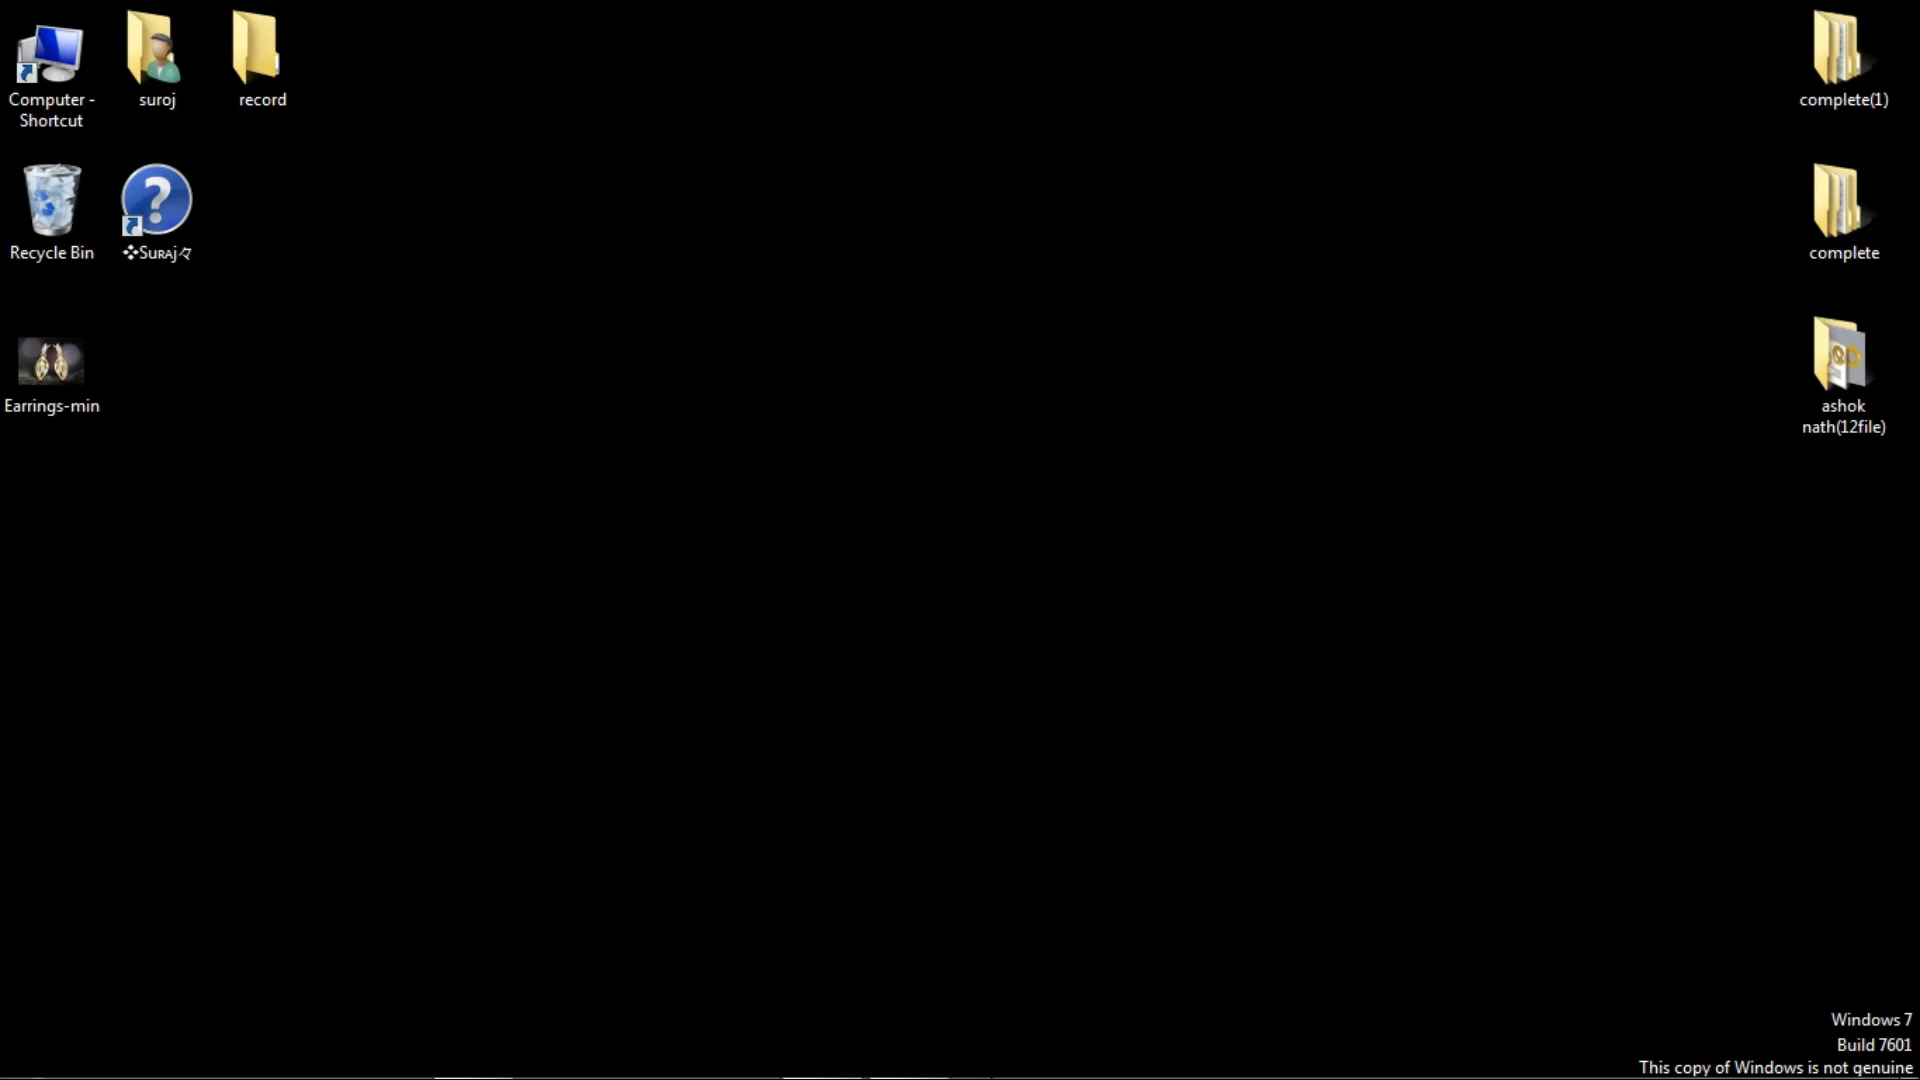 Computer -
Shortcut
suroj
record
complete(1)
Recycle Bin
❖Suʀᴀj々
complete
Earrings-min
ashok
nath(12file)
Windows 7
Build 7601
This copy of Windows is not genuine